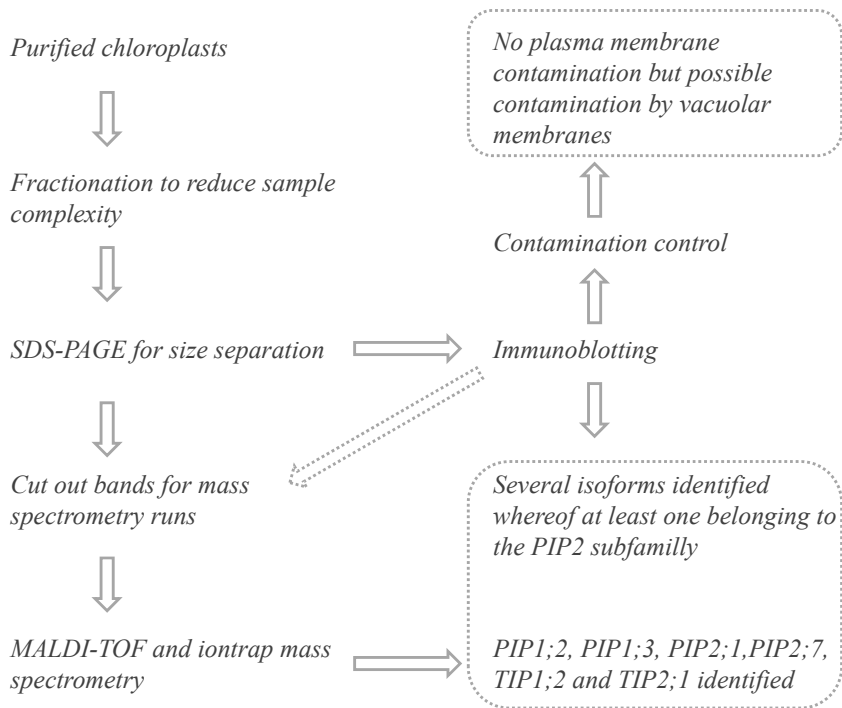 Purified chloroplasts
Fractionation to reduce sample
complexity
SDS-PAGE for size separation
Cut out bands for mass
spectrometry runs
MALDI-TOF and iontrap mass
spectrometry
No plasma membrane
contamination but possible
contamination by vacuolar
membranes
Contamination control
Immunoblotting
Several isoforms identified
whereof at least one belonging to
the PIP2 subfamilly
PIP1;2, PIP1;3, PIP2;1,PIP2;7,
TIP1;2 and TIP2;1 identified